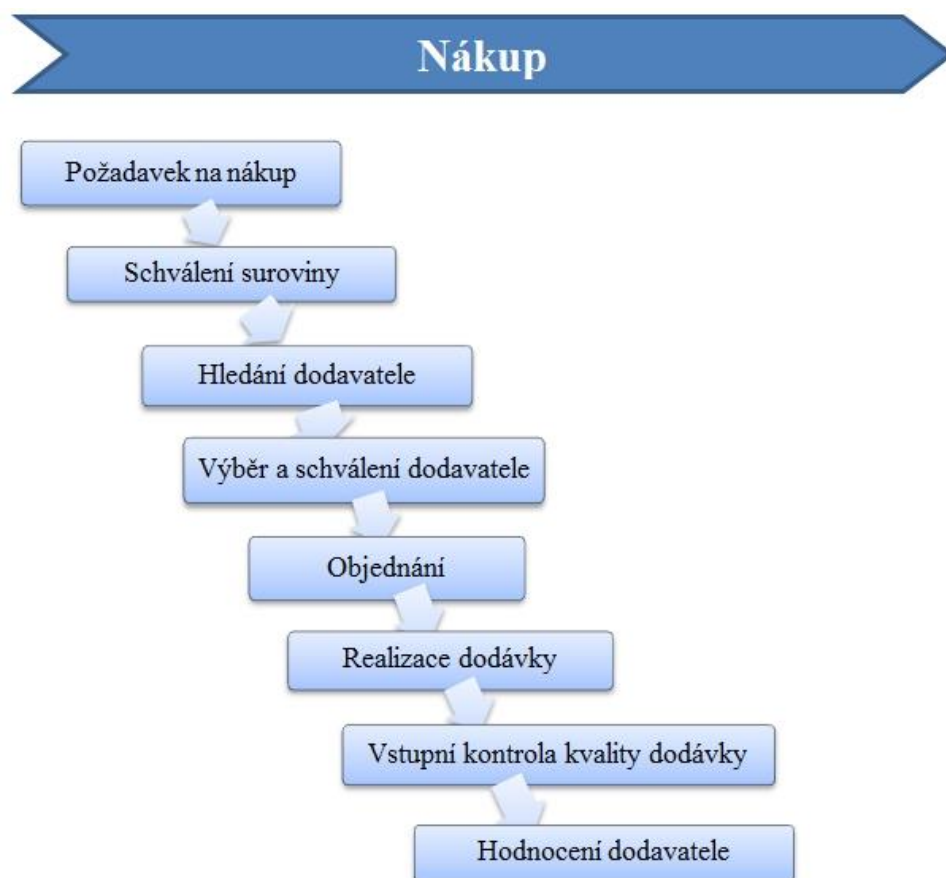 Nákup
Požadavek na nákup
Schválení suroviny
Hledání dodavatele
Výběr a schválení dodavatele
Objednání
Realizace dodávky
Vstupní kontrola kvality dodávky
Hodnocení dodavatele